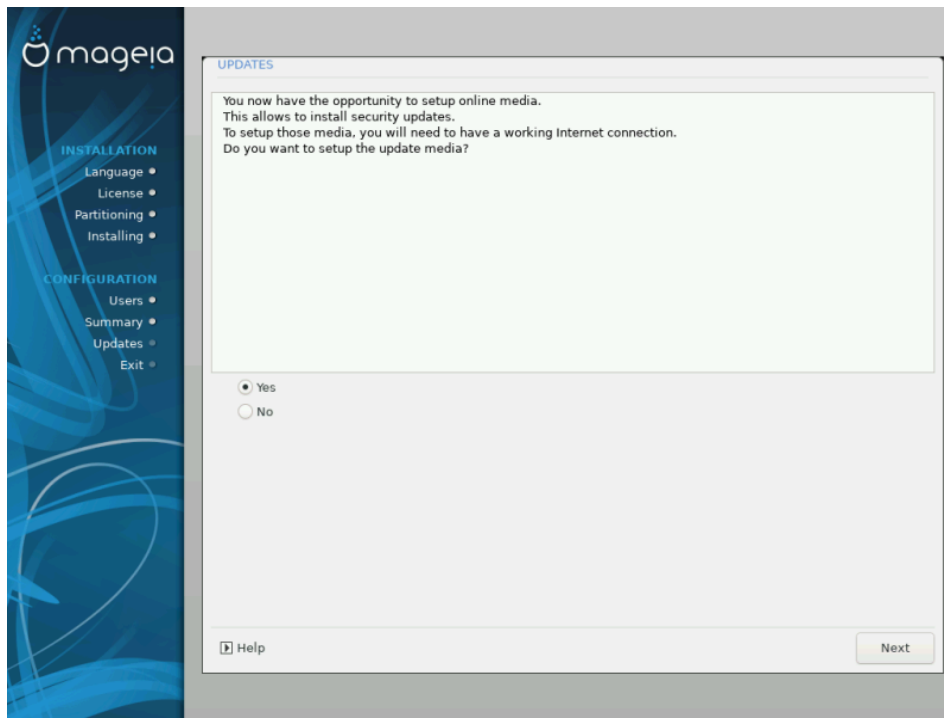 mageia
INSTALLATION
Language
License
Partitioning
Installing
CONFIGURATION
Users
Summary
Updates
Exit
UPDATES
You now have the opportunity to setup online media.
This allows to install security updates.
To setup those media, you will need to have a working Internet connection.
Do you want to setup the update media?
Yes
No
Help
Next